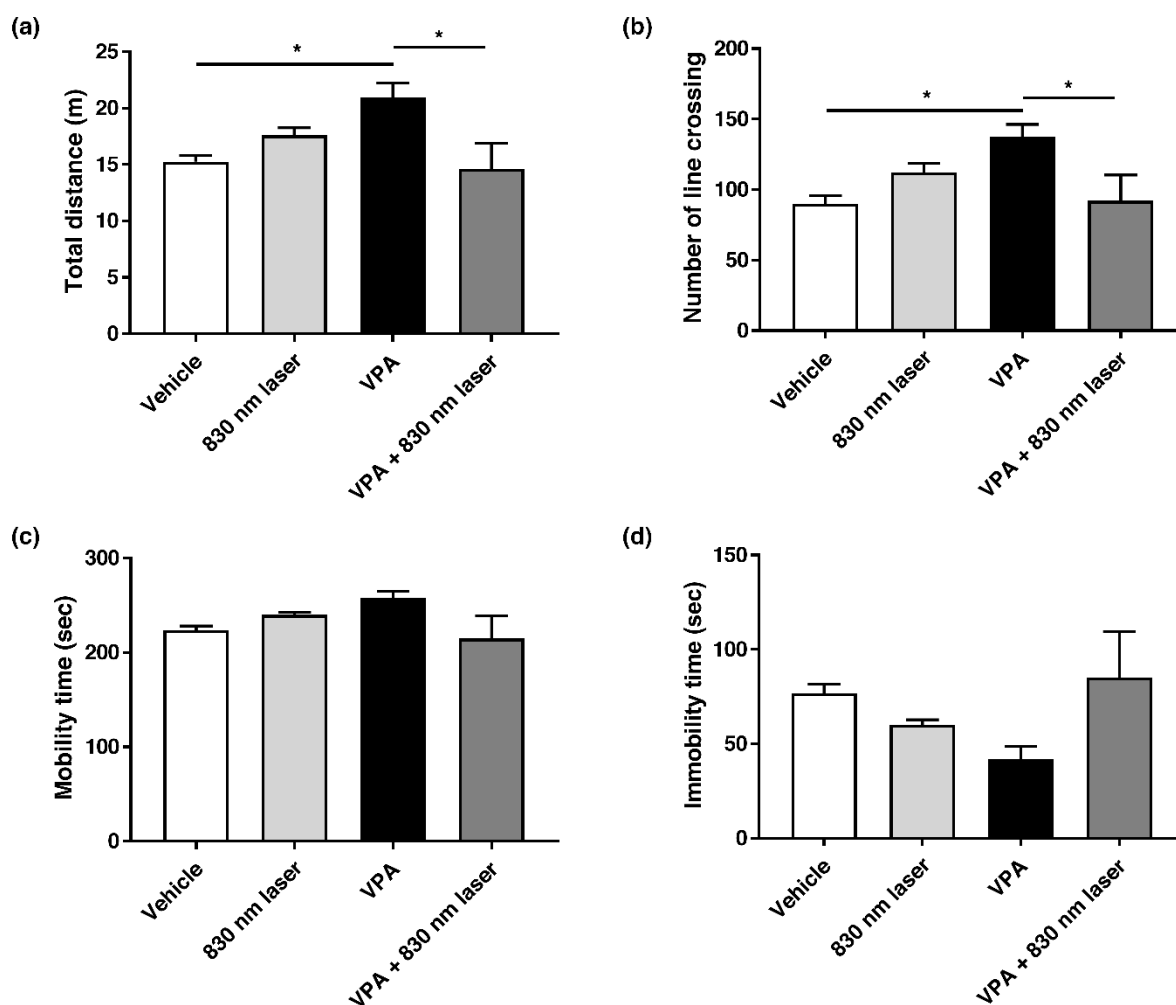 (a)
Total distance (m)
25
20
15
10
5
0
*
*
Vehicle
830 nm laser
VPA
VPA + 830 nm laser
(b)
Number of line crossing
200
150
100
50
0
*
*
Vehicle
830 nm laser
VPA
VPA + 830 nm laser
(c)
Mobility time (sec)
300
200
100
0
Vehicle
830 nm laser
VPA
VPA + 830 nm laser
(d)
Immobility time (sec)
150
100
50
0
Vehicle
830 nm laser
VPA
VPA + 830 nm laser